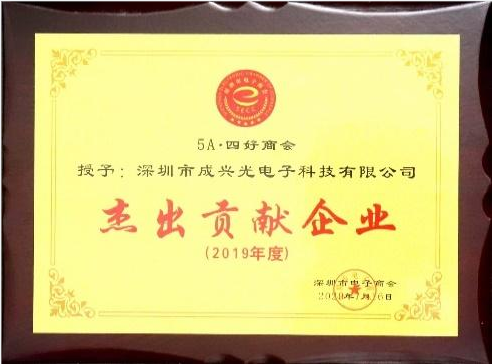 5A·四好商会
授予：深圳市成兴光电子科技有限公司
杰出贡献企业
(2019年度)
深圳市电子商会